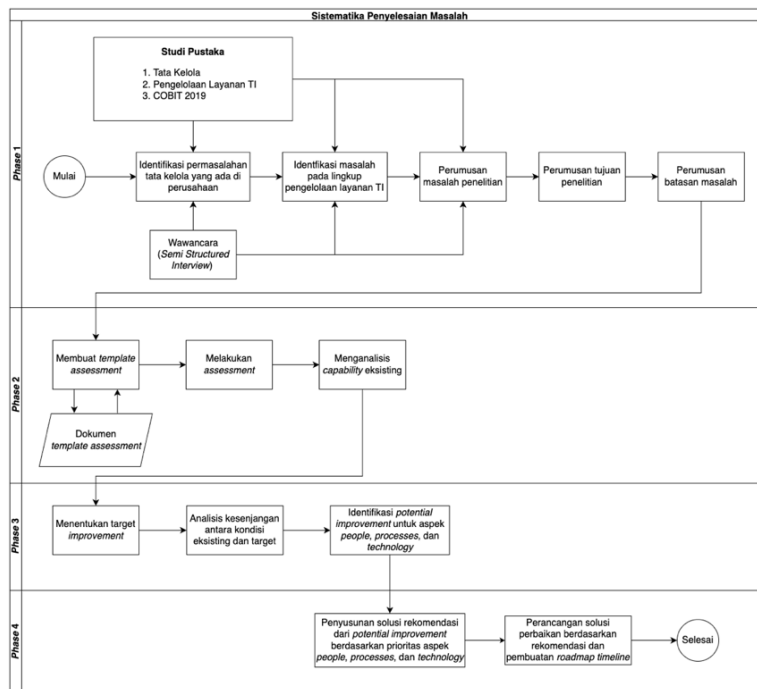 Sistematika Penyelesaian Masalah
Phase 1
Studi Pustaka
1. Tata Kelola
2. Pengelolaan Layanan TI
3. COBIT 2019
Mulai
Identifikasi permasalahan
tata kelola yang ada di
perusahaan
Identfikasi masalah
pada lingkup
pengelolaan layanan TI
Perumusan
masalah penelitian
Perumusan tujuan
penelitian
Perumusan
batasan masalah
Wawancara
(Semi Structured
Interview)
Phase 2
Membuat template
assessment
Melakukan
assessment
Menganalisis
capability eksisting
Dokumen
template assessment
Phase 3
Menentukan target
improvement
Analisis kesenjangan
antara kondisi
eksisting dan target
Identifikasi potential
improvement untuk aspek
people, processes, dan
technology
Phase 4
Penyusunan solusi rekomendasi
dari potential improvement
berdasarkan prioritas aspek
people, processes, dan technology
Perancangan solusi
perbaikan berdasarkan
rekomendasi dan
pembuatan roadmap timeline
Selesai